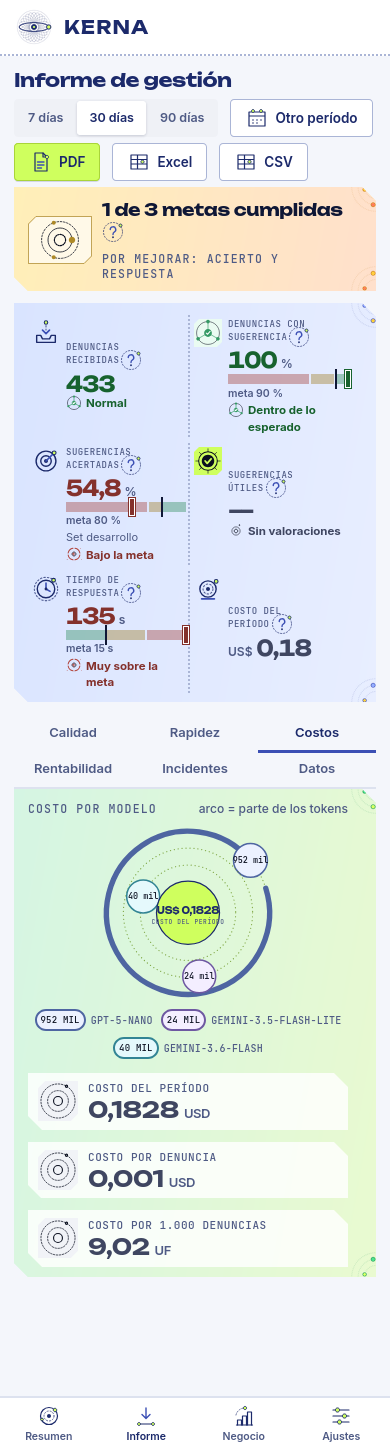 KERNA
Informe de gestión
7 días
30 días
90 días
Otro período
PDF
Excel
CSV
1 de 3 metas cumplidas
?
POR MEJORAR: ACIERTO Y
RESPUESTA
DENUNCIAS
RECIBIDAS ?
433
Normal
DENUNCIAS CON
SUGERENCIA ?
100 %
meta 90 %
Dentro de lo
esperado
SUGERENCIAS
ACERTADAS ?
54,8 %
meta 80 %
Set desarrollo
Bajo la meta
SUGERENCIAS
ÚTILES ?
—
Sin valoraciones
TIEMPO DE
RESPUESTA ?
135 s
meta 15 s
Muy sobre la
meta
COSTO DEL
PERÍODO ?
US$ 0,18
Calidad
Rapidez
Costos
Rentabilidad
Incidentes
Datos
COSTO POR MODELO
arco = parte de los tokens
952 mil
40 mil
US$ 0,1828
COSTO DEL PERÍODO
24 mil
952 MIL GPT-5-NANO
24 MIL GEMINI-3.5-FLASH-LITE
40 MIL GEMINI-3.6-FLASH
COSTO DEL PERÍODO
0,1828 USD
COSTO POR DENUNCIA
0,001 USD
COSTO POR 1.000 DENUNCIAS
9,02 UF
Resumen
Informe
Negocio
Ajustes